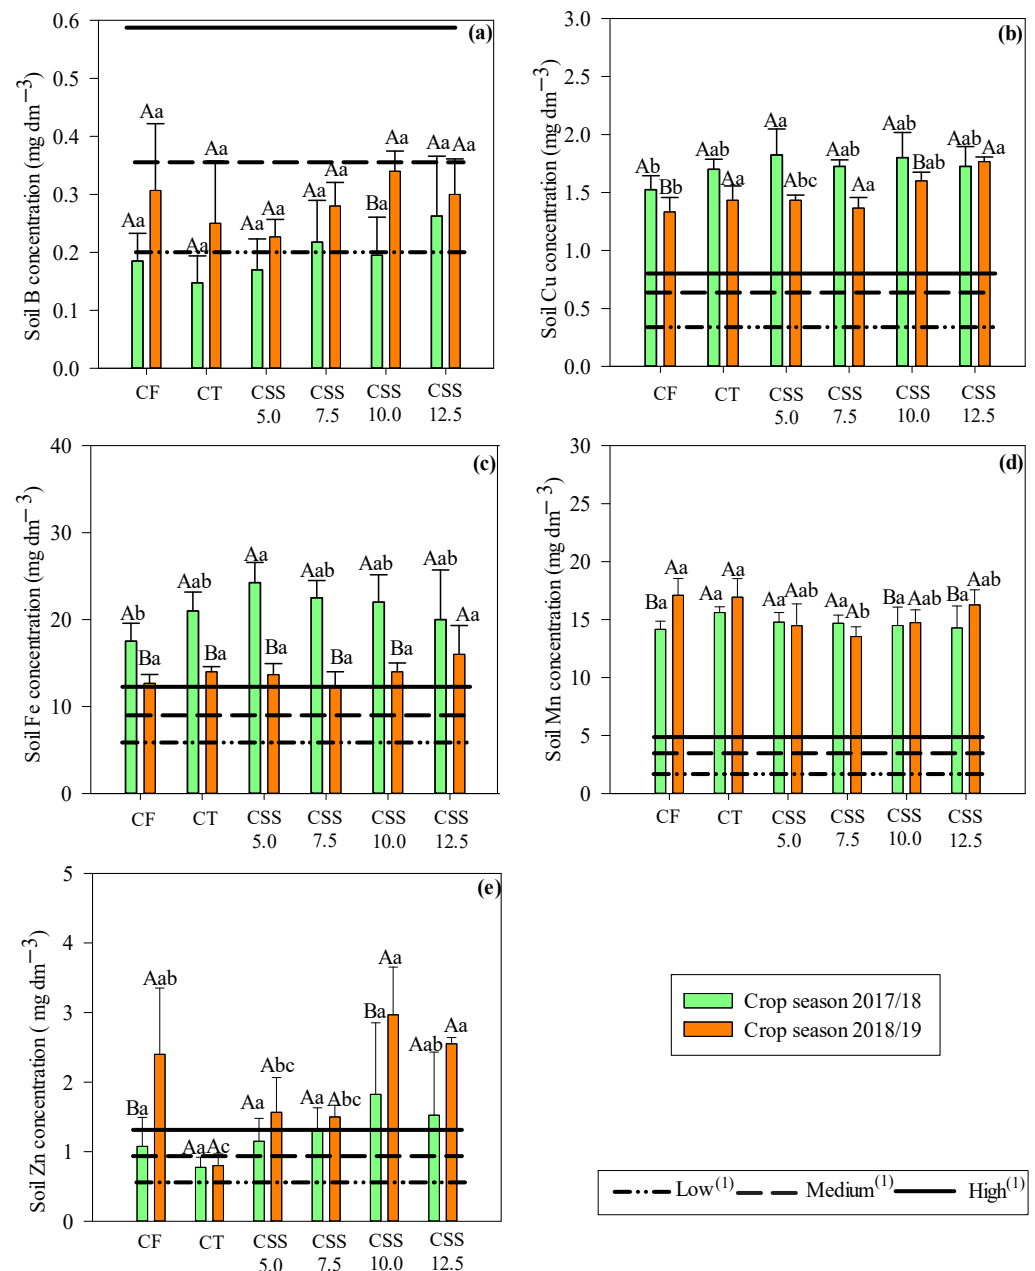 (a)
Soil B concentration (mg dm−3)
0.6
0.5
0.4
0.3
0.2
0.1
0.0
Aa
Aa
Aa
Aa
Aa
Aa
Aa
Aa
Ba
Aa
Aa
Aa
CF
CT
CSS 5.0
CSS 7.5
CSS 10.0
CSS 12.5
(b)
Soil Cu concentration (mg dm−3)
3.0
2.5
2.0
1.5
1.0
0.5
0.0
Ab
Bb
Aab
Aa
Aa
Abc
Aab
Aa
Aab
Bab
Aab
Aa
CF
CT
CSS 5.0
CSS 7.5
CSS 10.0
CSS 12.5
(c)
Soil Fe concentration (mg dm−3)
40
30
20
10
0
Ab
Ba
Aab
Ba
Aa
Ba
Aab
Ba
Aab
Ba
Aab
Aa
CF
CT
CSS 5.0
CSS 7.5
CSS 10.0
CSS 12.5
(d)
Soil Mn concentration (mg dm−3)
30
25
20
15
10
5
0
Ba
Aa
Aa
Aa
Aa
Aab
Aa
Ab
Ba
Aab
Ba
Aab
CF
CT
CSS 5.0
CSS 7.5
CSS 10.0
CSS 12.5
(e)
Soil Zn concentration ( mg dm−3)
5
4
3
2
1
0
Ba
Aab
Aa
Ac
Aa
Abc
Aa
Abc
Ba
Aa
Aab
Aa
CF
CT
CSS 5.0
CSS 7.5
CSS 10.0
CSS 12.5
Crop season 2017/18
Crop season 2018/19
Low(1)
Medium(1)
High(1)